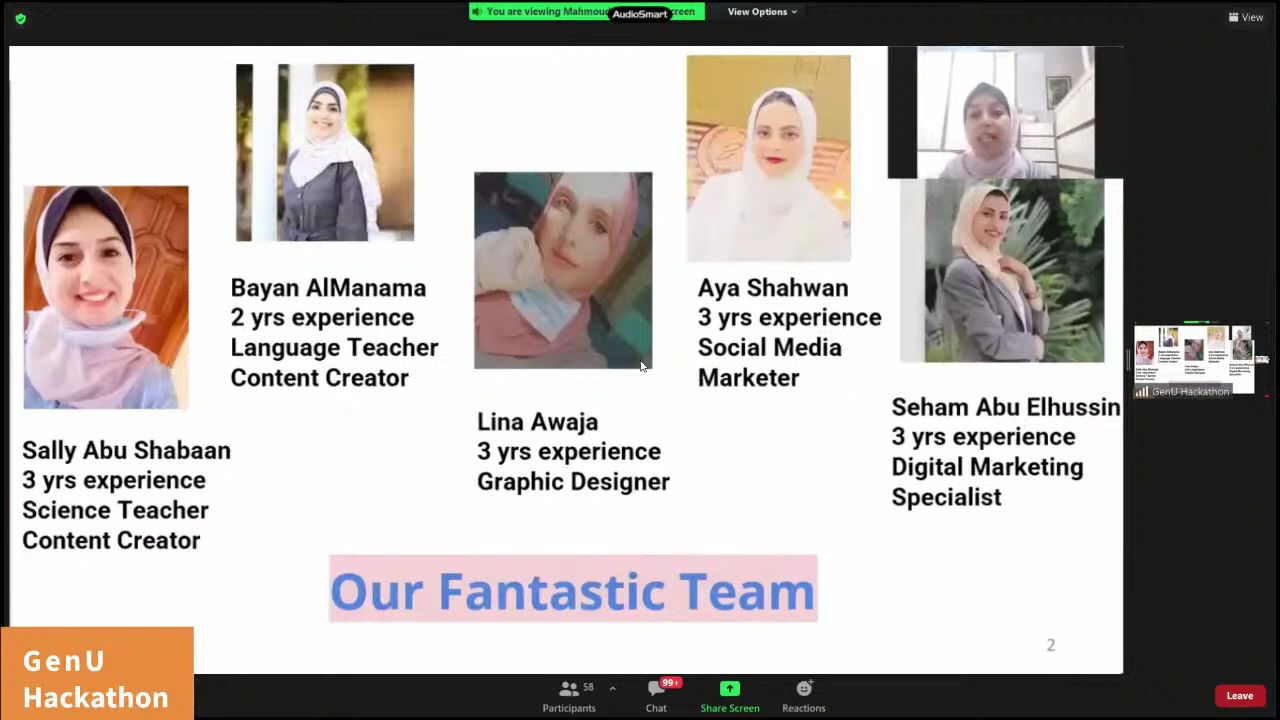 You are viewing Mahmoud
screen
AudioSmart
View Options
View
Bayan AlManama
2 yrs experience
Language Teacher
Content Creator
Aya Shahwan
3 yrs experience
Social Media
Marketer
Lina Awaja
3 yrs experience
Graphic Designer
Seham Abu Elhussin
3 yrs experience
Digital Marketing
Specialist
Sally Abu Shabaan
3 yrs experience
Science Teacher
Content Creator
Our Fantastic Team
2
GenU Hackathon
GenU
Hackathon
58
Participants
99+
Chat
Share Screen
Reactions
Leave